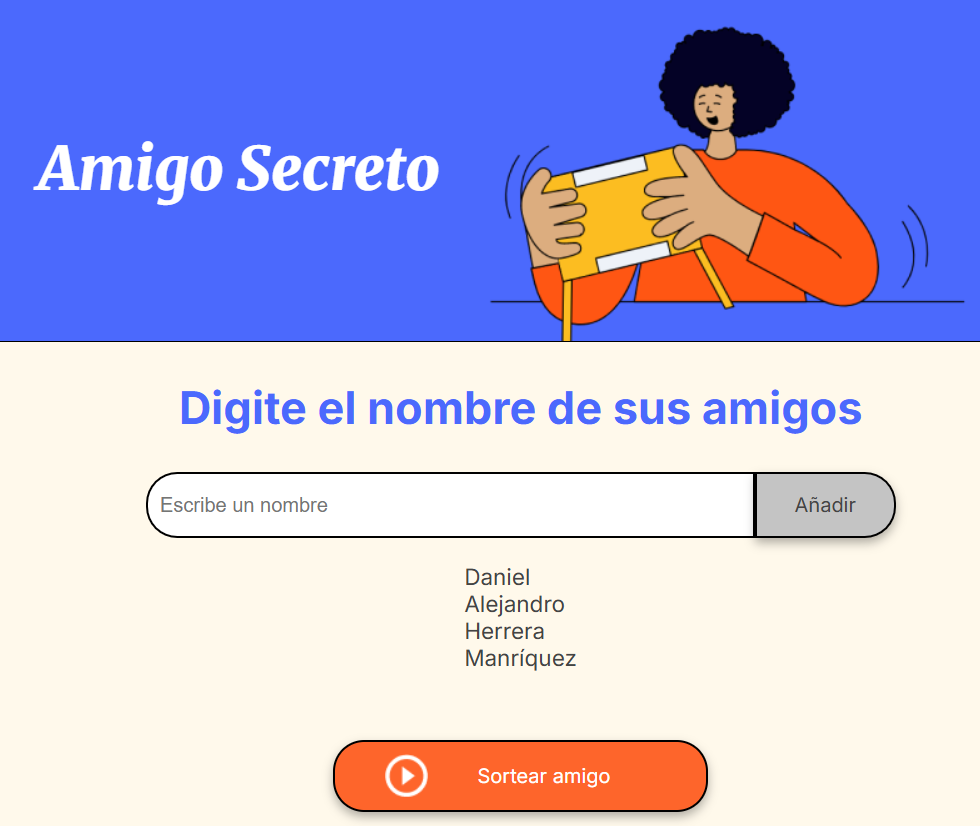 Amigo Secreto
Digite el nombre de sus amigos
Escribe un nombre
Añadir
Daniel
Alejandro
Herrera
Manríquez
Sortear amigo